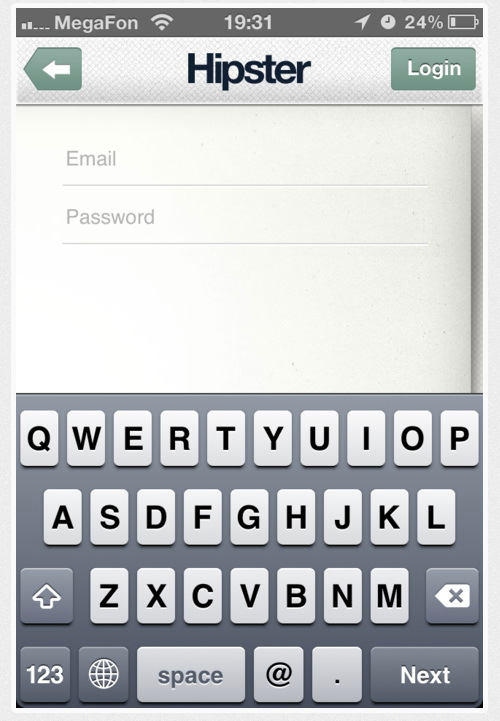 MegaFon 19:31 24%
Hipster Login
Email
Password
Q W E R T Y U I O P
A S D F G H J K L
Z X C V B N M
123 space @ . Next